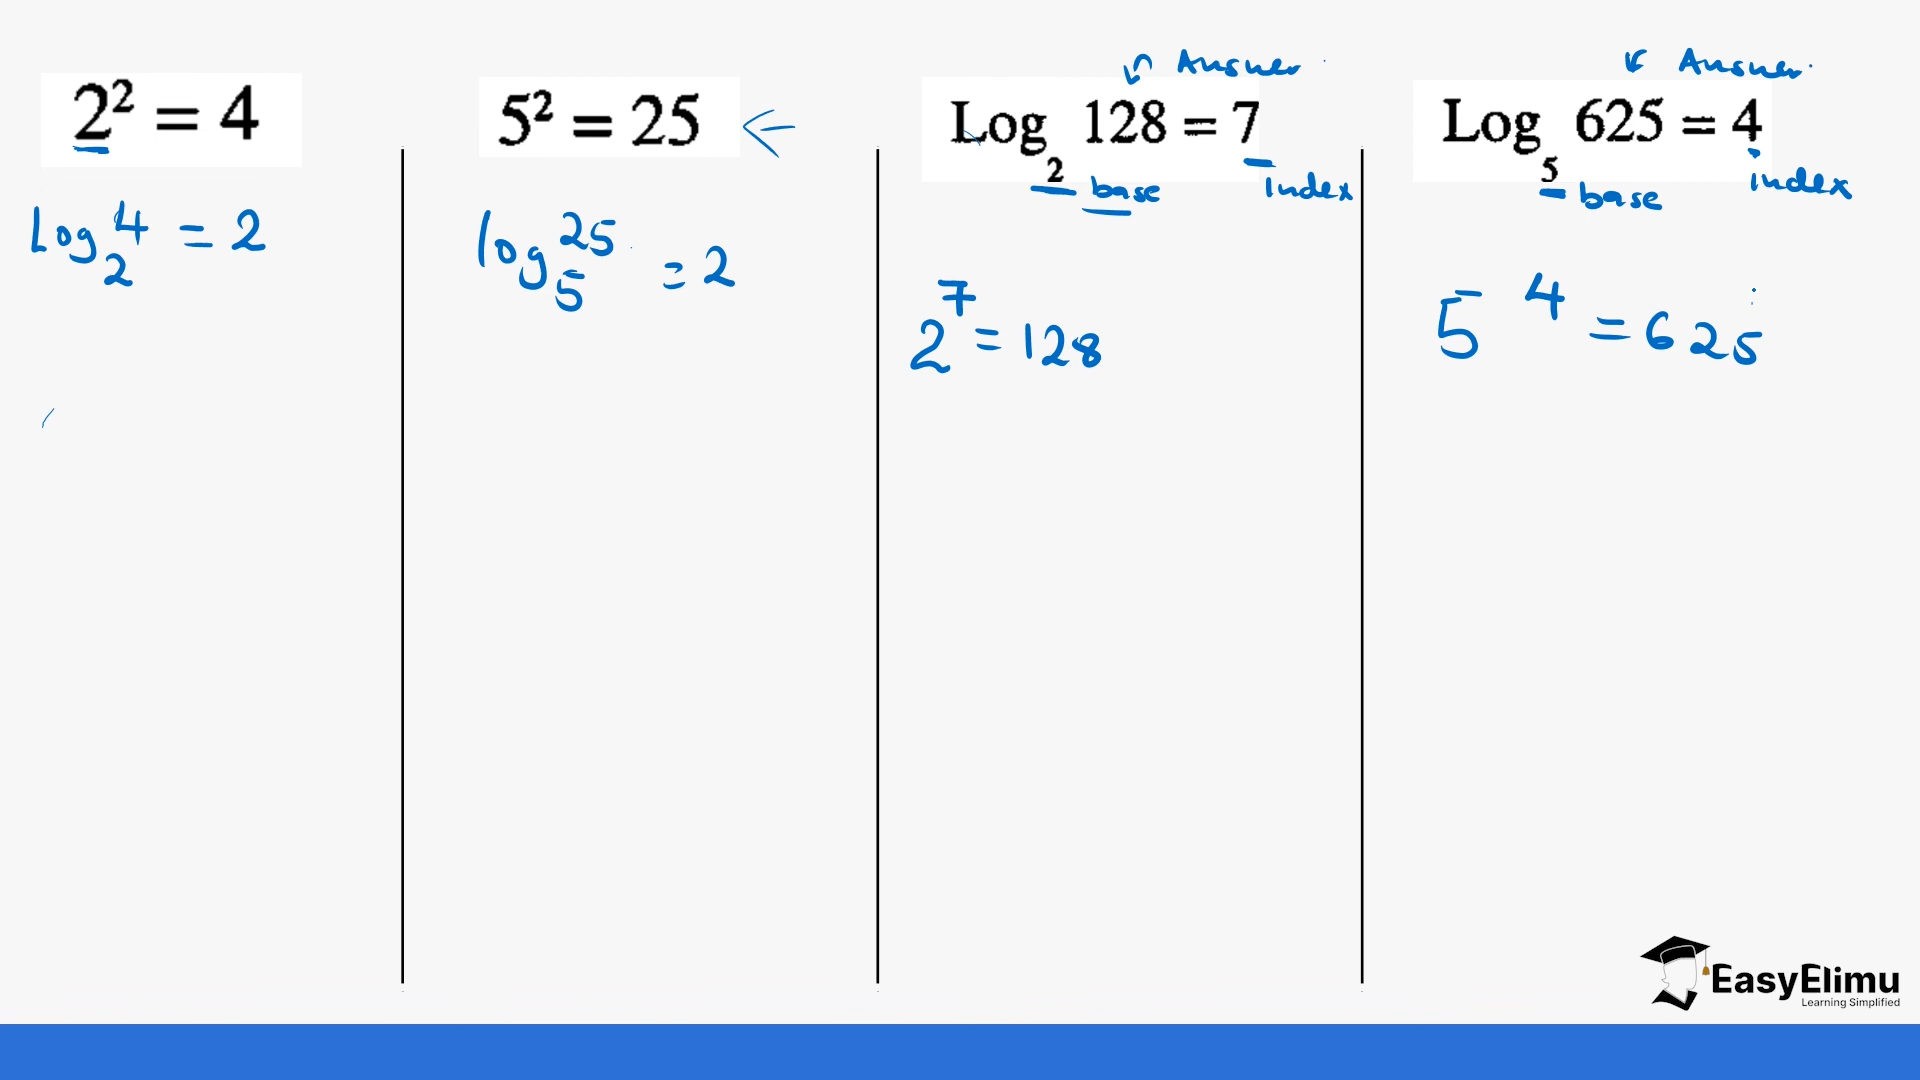 2² = 4
Log₂4 = 2
5² = 25
log₅25 = 2
Answer
Log₂ 128 = 7
base
index
2⁷ = 128
Answer
Log₅ 625 = 4
base
index
5⁴ = 625
EasyElimu
Learning Simplified